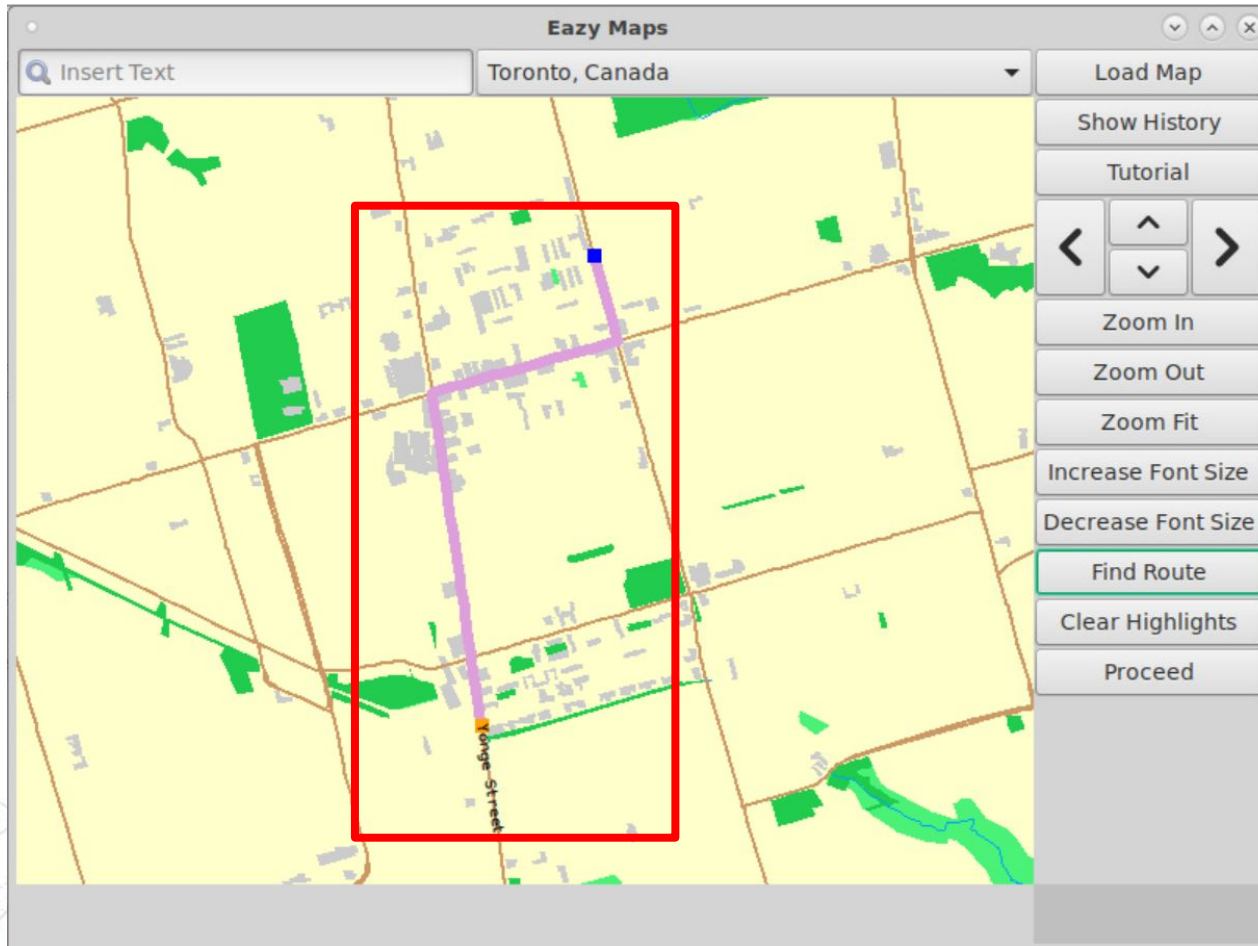 Eazy Maps
Insert Text
Toronto, Canada
Load Map
Show History
Tutorial
Zoom In
Zoom Out
Zoom Fit
Increase Font Size
Decrease Font Size
Find Route
Clear Highlights
Proceed
Yonge Street